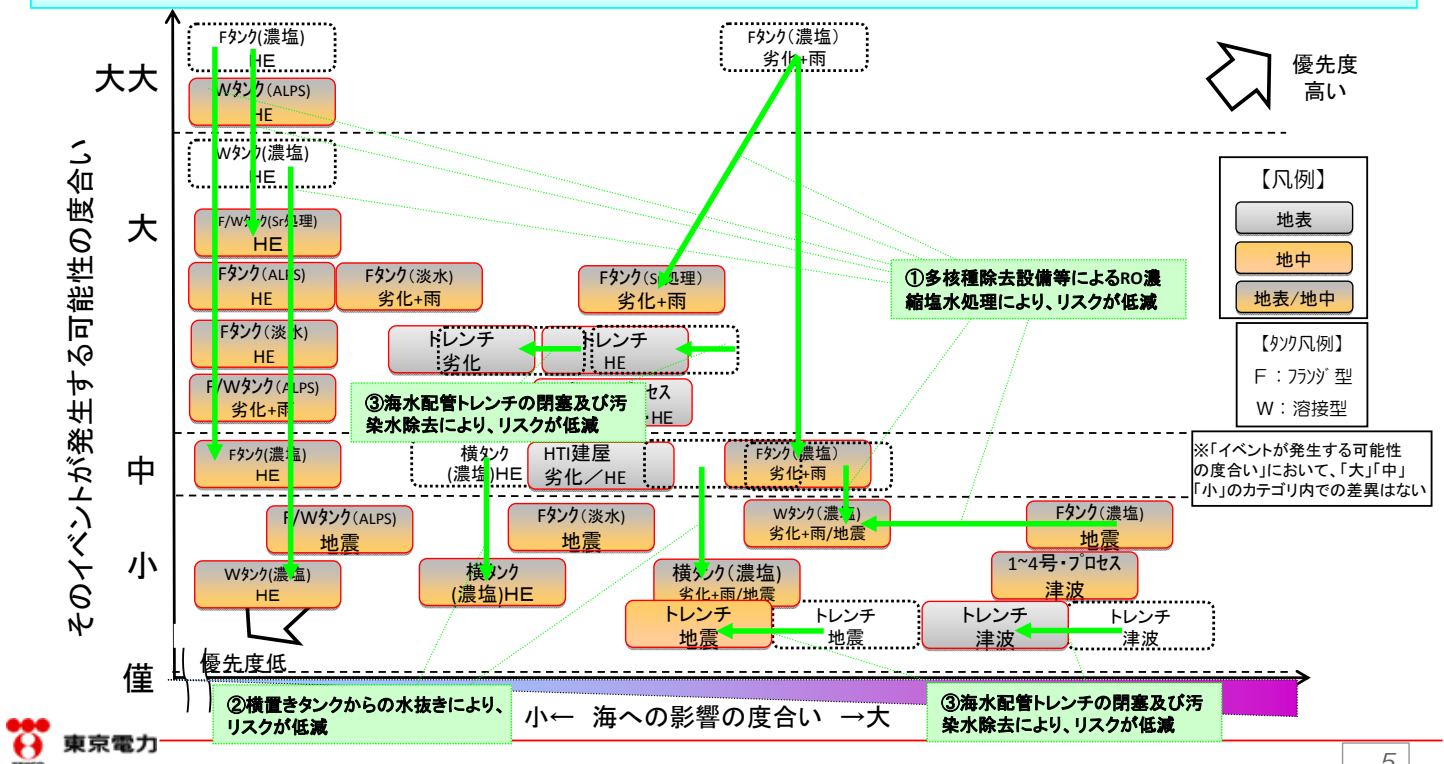 Fﾀﾝｸ(濃塩)
HE
Fﾀﾝｸ(濃塩)
劣化+雨
優先度
高い
大大
Wﾀﾝｸ(ALPS)
HE
Wﾀﾝｸ(濃塩)
HE
そのイベントが発生する可能性の度合い
【凡例】
地表
地中
地表/地中
大
F/Wﾀﾝｸ(Sr処理)
HE
Fﾀﾝｸ(ALPS)
HE
Fﾀﾝｸ(淡水)
劣化+雨
Fﾀﾝｸ(Sr処理)
劣化+雨
①多核種除去設備等によるRO濃
縮塩水処理により、リスクが低減
Fﾀﾝｸ(淡水)
HE
トレンチ
劣化
トレンチ
HE
【ﾀﾝｸ凡例】
F：ﾌﾗﾝｼﾞ型
W：溶接型
F/Wﾀﾝｸ(ALPS)
劣化+雨
セス
HE
③海水配管トレンチの閉塞及び汚
染水除去により、リスクが低減
中
Fﾀﾝｸ(濃塩)
HE
横ﾀﾝｸ
(濃塩)HE
HTI建屋
劣化／HE
Fﾀﾝｸ(濃塩)
劣化+雨
※「イベントが発生する可能性
の度合い」において、「大」「中」
「小」のカテゴリ内での差異はない
小
F/Wﾀﾝｸ(ALPS)
地震
Fﾀﾝｸ(淡水)
地震
Wﾀﾝｸ(濃塩)
劣化+雨/地震
Fﾀﾝｸ(濃塩)
地震
Wﾀﾝｸ(濃塩)
HE
横ﾀﾝｸ
(濃塩)HE
横ﾀﾝｸ(濃塩)
劣化+雨/地震
1~4号・ﾌﾟﾛｾｽ
津波
トレンチ
地震
トレンチ
地震
トレンチ
津波
トレンチ
津波
優先度低
僅
②横置きタンクからの水抜きにより、
リスクが低減
小← 海への影響の度合い →大
③海水配管トレンチの閉塞及び汚
染水除去により、リスクが低減
東京電力
5